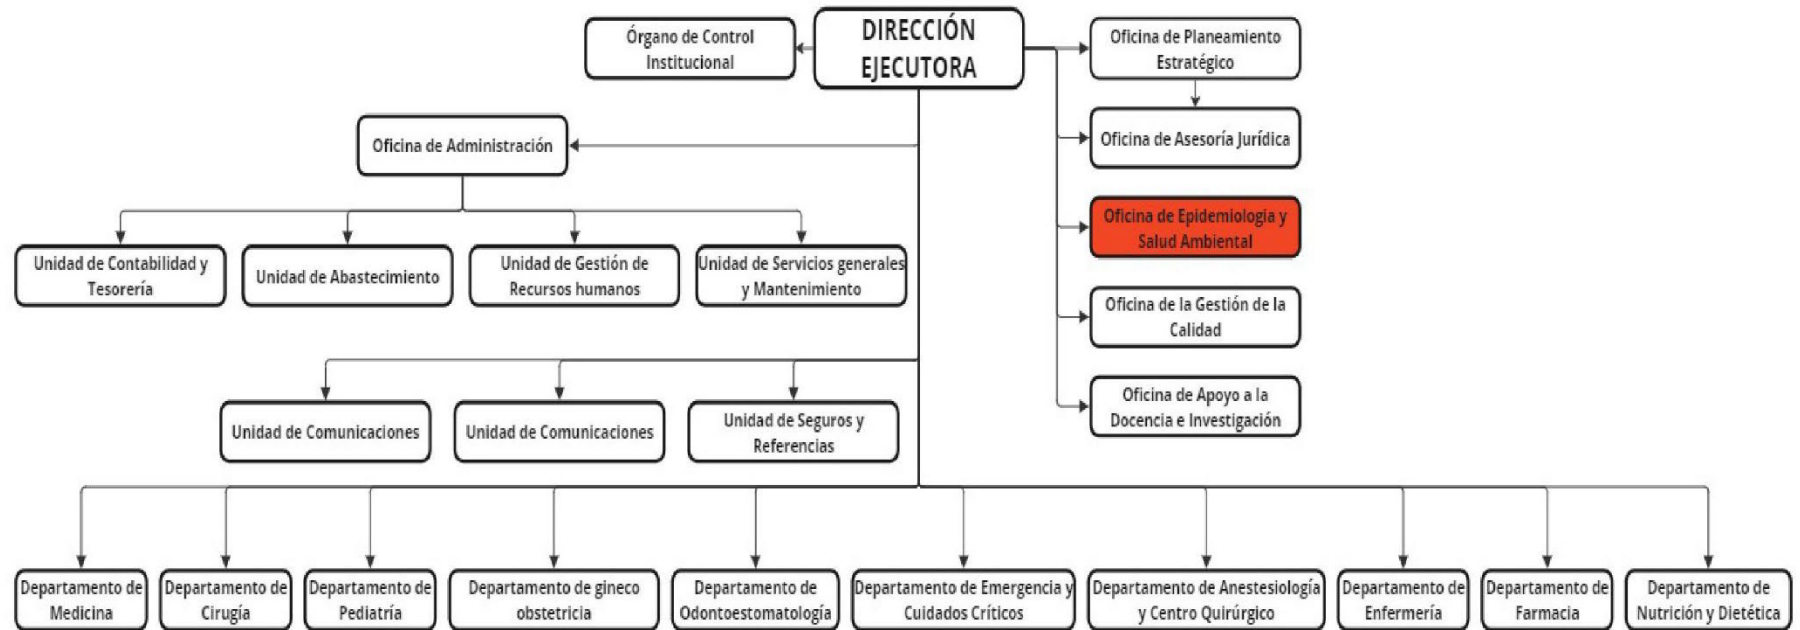 Órgano de Control
Institucional
DIRECCIÓN
EJECUTORA
Oficina de Planeamiento
Estratégico
Oficina de Administración
Oficina de Asesoría Jurídica
Oficina de Epidemiologia y
Salud Ambiental
Unidad de Contabilidad y
Tesorería
Unidad de Abastecimiento
Unidad de Gestión de
Recursos humanos
Unidad de Servicios generales
y Mantenimiento
Oficina de la Gestión de la
Calidad
Oficina de Apoyo a la
Docencia e Investigación
Unidad de Comunicaciones
Unidad de Comunicaciones
Unidad de Seguros y
Referencias
Departamento de
Medicina
Departamento de
Cirugía
Departamento de
Pediatría
Departamento de gineco
obstetricia
Departamento de
Odontoestomatología
Departamento de Emergencia y
Cuidados Críticos
Departamento de Anestesiología
y Centro Quirúrgico
Departamento de
Enfermería
Departamento de
Farmacia
Departamento de
Nutrición y Dietética